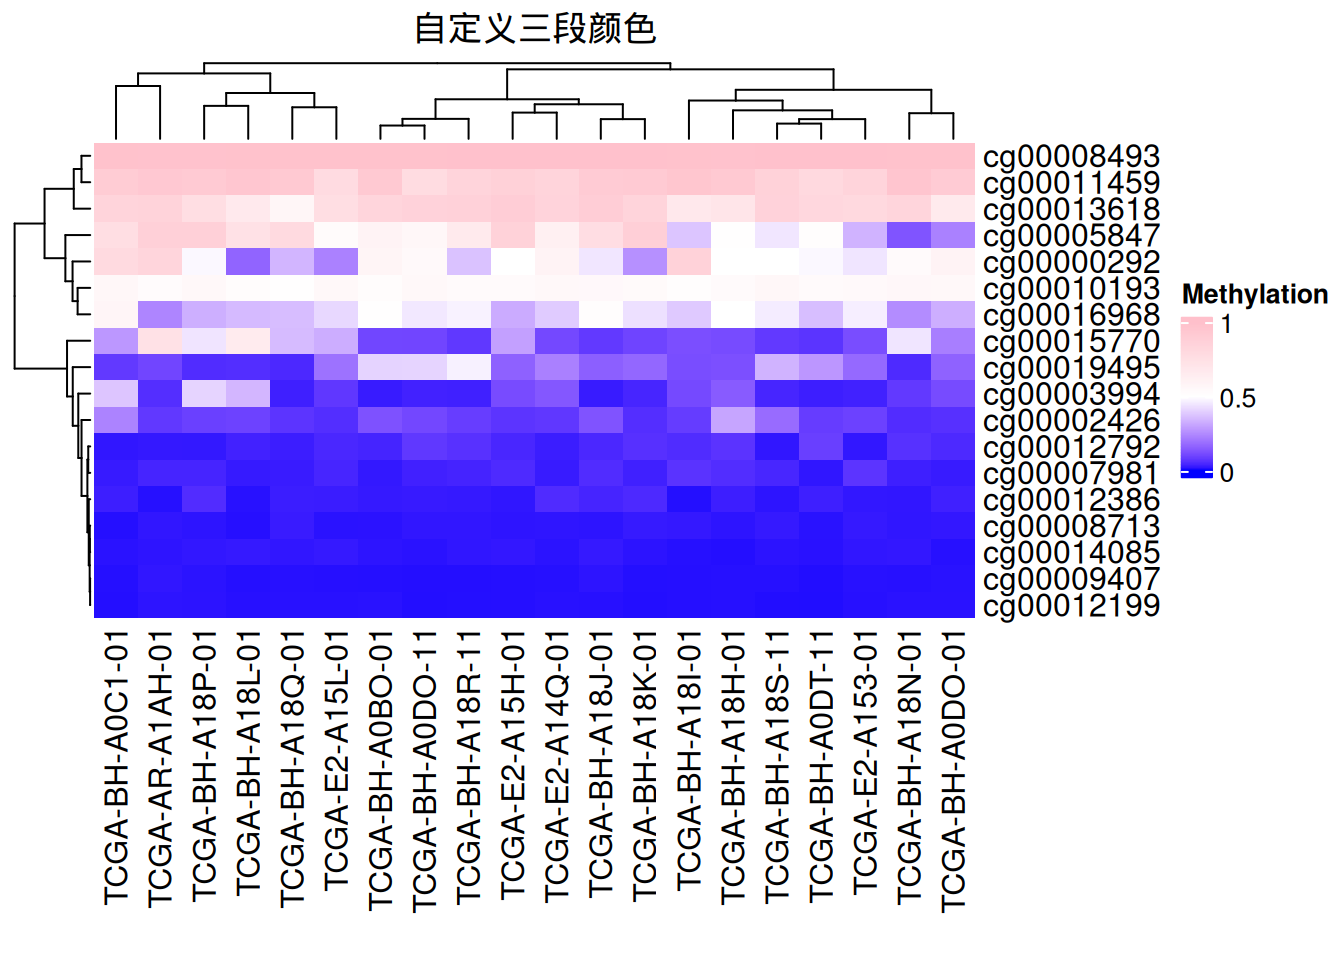 自定义三段颜色
cg00008493
cg00011459
cg00013618
cg00005847
cg00000292
cg00010193
cg00016968
cg00015770
cg00019495
cg00003994
cg00002426
cg00012792
cg00007981
cg00012386
cg00008713
cg00014085
cg00009407
cg00012199
Methylation
1
0.5
0
TCGA-BH-A0C1-01
TCGA-AR-A1AH-01
TCGA-BH-A18P-01
TCGA-BH-A18L-01
TCGA-BH-A18Q-01
TCGA-E2-A15L-01
TCGA-BH-A0BO-01
TCGA-BH-A0DO-11
TCGA-BH-A18R-11
TCGA-E2-A15H-01
TCGA-E2-A14Q-01
TCGA-BH-A18J-01
TCGA-BH-A18K-01
TCGA-BH-A18I-01
TCGA-BH-A18H-01
TCGA-BH-A18S-11
TCGA-BH-A0DT-11
TCGA-E2-A153-01
TCGA-BH-A18N-01
TCGA-BH-A0DO-01